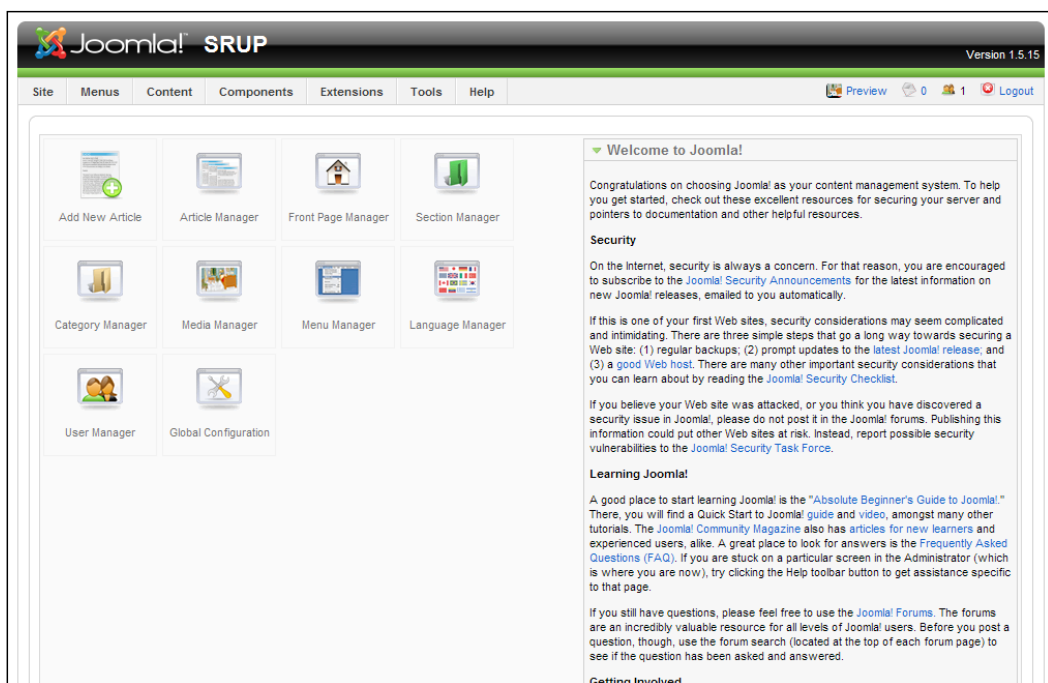 Joomla!™ SRUP
Version 1.5.15
Site Menus Content Components Extensions Tools Help Preview 0 1 Logout
Add New Article Article Manager Front Page Manager Section Manager
Category Manager Media Manager Menu Manager Language Manager
User Manager Global Configuration
Welcome to Joomla!
Congratulations on choosing Joomla! as your content management system. To help
you get started, check out these excellent resources for securing your server and
pointers to documentation and other helpful resources.
Security
On the Internet, security is always a concern. For that reason, you are encouraged
to subscribe to the Joomla! Security Announcements for the latest information on
new Joomla! releases, emailed to you automatically.
If this is one of your first Web sites, security considerations may seem complicated
and intimidating. There are three simple steps that go a long way towards securing a
Web site: (1) regular backups; (2) prompt updates to the latest Joomla! release; and
(3) a good Web host. There are many other important security considerations that
you can learn about by reading the Joomla! Security Checklist.
If you believe your Web site was attacked, or you think you have discovered a
security issue in Joomla!, please do not post it in the Joomla! forums. Publishing this
information could put other Web sites at risk. Instead, report possible security
vulnerabilities to the Joomla! Security Task Force.
Learning Joomla!
A good place to start learning Joomla! is the "Absolute Beginner's Guide to Joomla!."
There, you will find a Quick Start to Joomla! guide and video, amongst many other
tutorials. The Joomla! Community Magazine also has articles for new learners and
experienced users, alike. A great place to look for answers is the Frequently Asked
Questions (FAQ). If you are stuck on a particular screen in the Administrator (which
is where you are now), try clicking the Help toolbar button to get assistance specific
to that page.
If you still have questions, please feel free to use the Joomla! Forums. The forums
are an incredibly valuable resource for all levels of Joomla! users. Before you post a
question, though, use the forum search (located at the top of each forum page) to
see if the question has been asked and answered.
Getting Involved